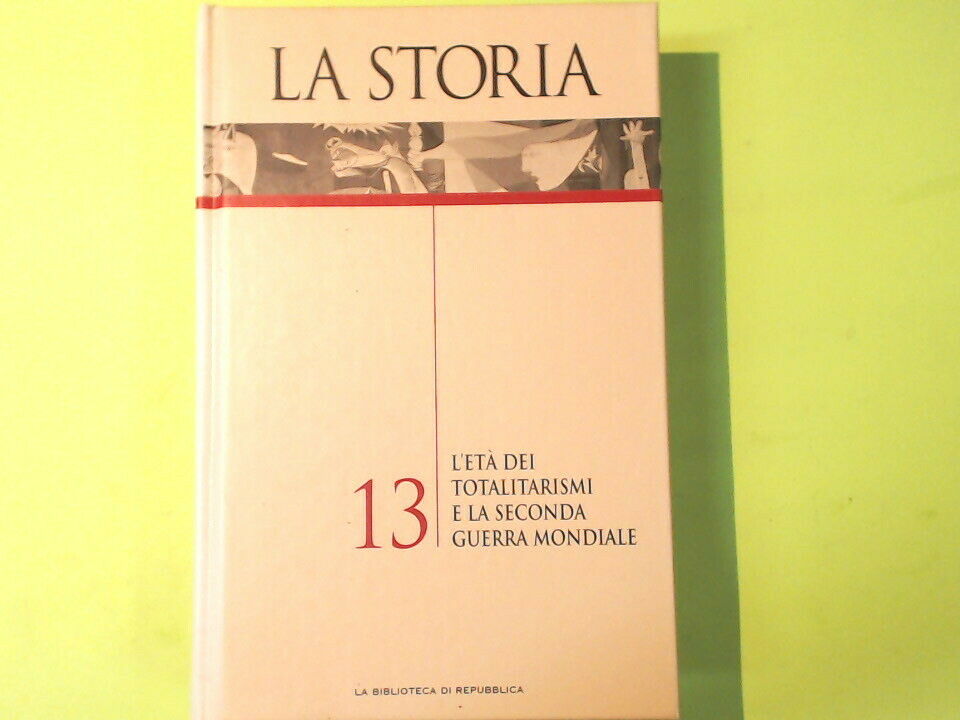 LA STORIA
13
L'ETÀ DEI
TOTALITARISMI
E LA SECONDA
GUERRA MONDIALE
LA BIBLIOTECA DI REPUBBLICA